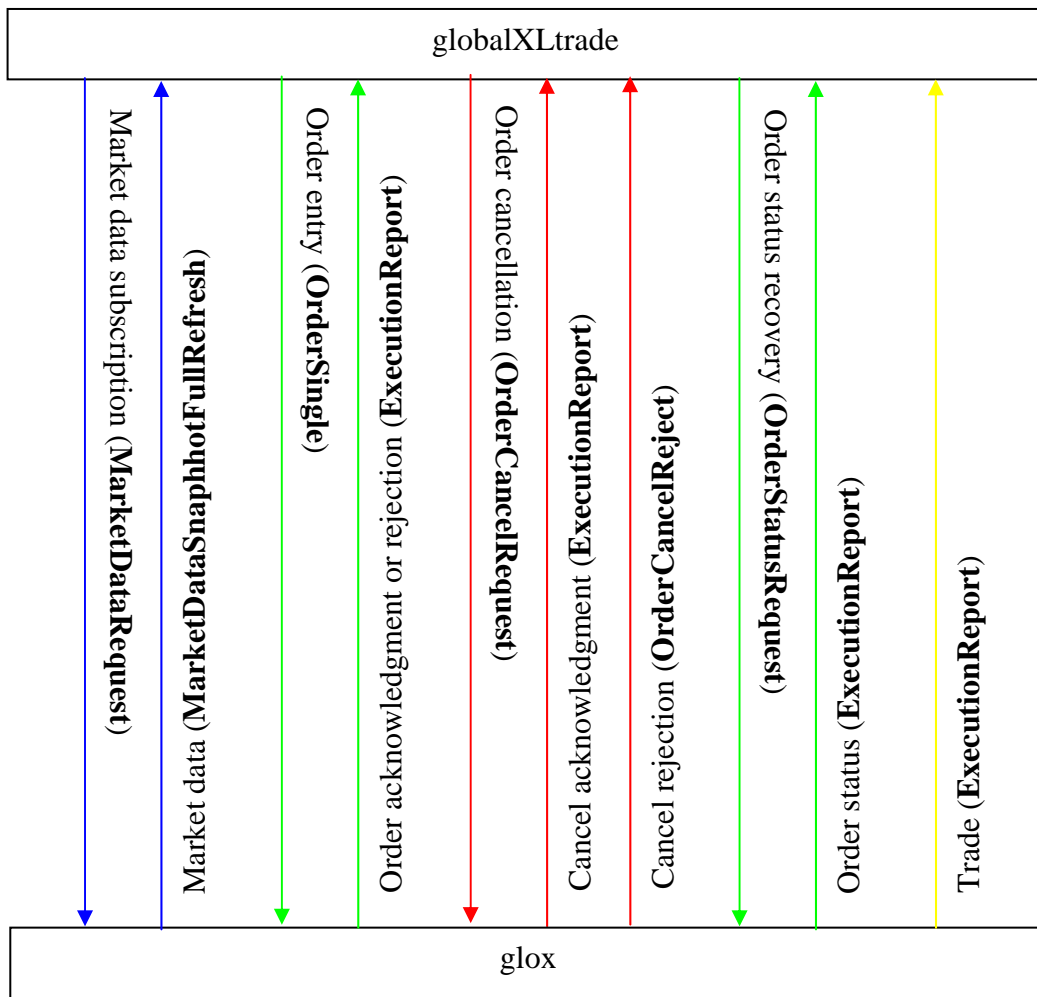 globalXLtrade
Market data subscription (MarketDataRequest)
Market data (MarketDataSnaphhotFullRefresh)
Order entry (OrderSingle)
Order acknowledgment or rejection (ExecutionReport)
Order cancellation (OrderCancelRequest)
Cancel acknowledgment (ExecutionReport)
Cancel rejection (OrderCancelReject)
Order status recovery (OrderStatusRequest)
Order status (ExecutionReport)
Trade (ExecutionReport)
glox